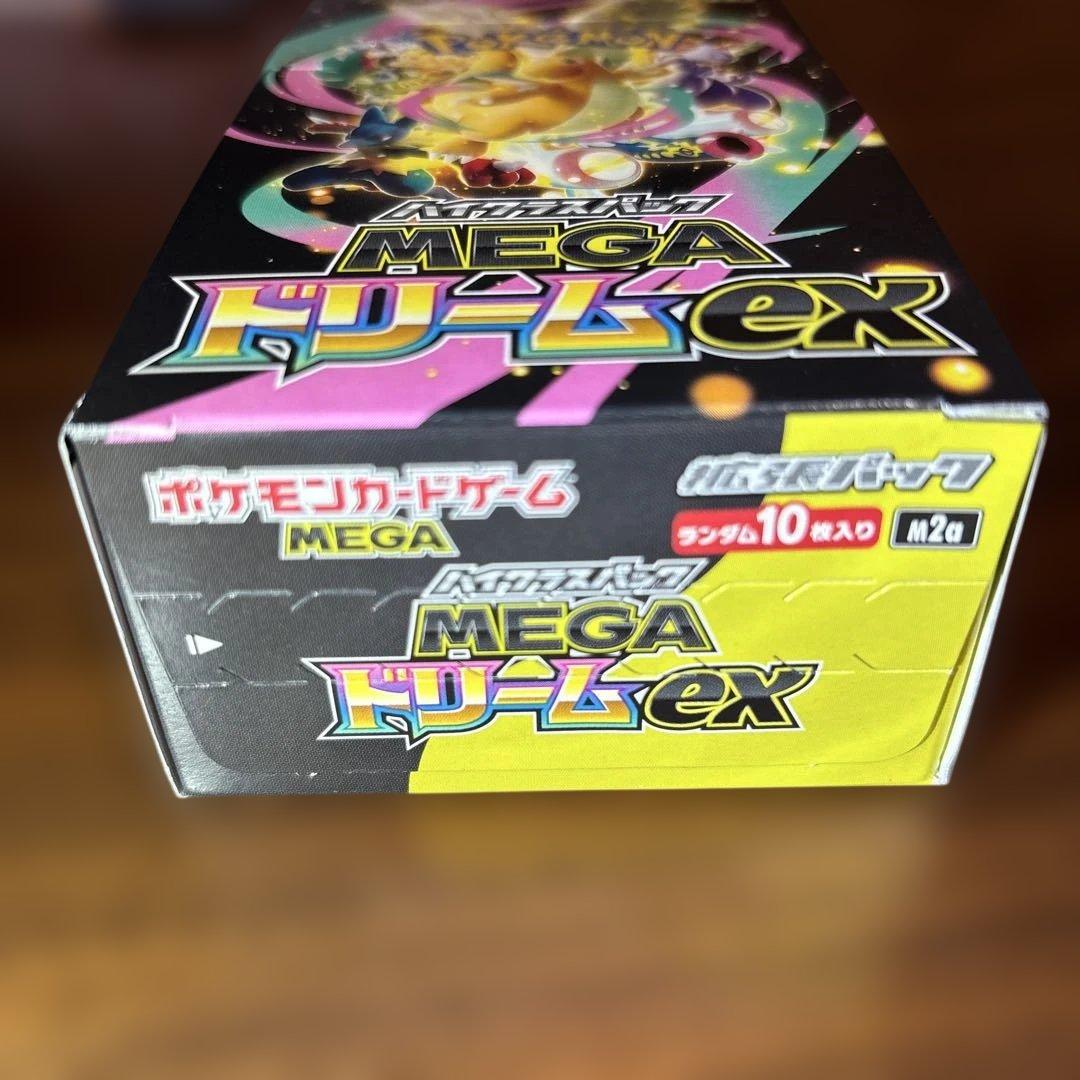 POKÉMON
ハイクラスパック
MEGA
ドリームex
ポケモンカードゲーム
MEGA
拡張パック
ランダム10枚入り
M2a
ハイクラスパック
MEGA
ドリームex